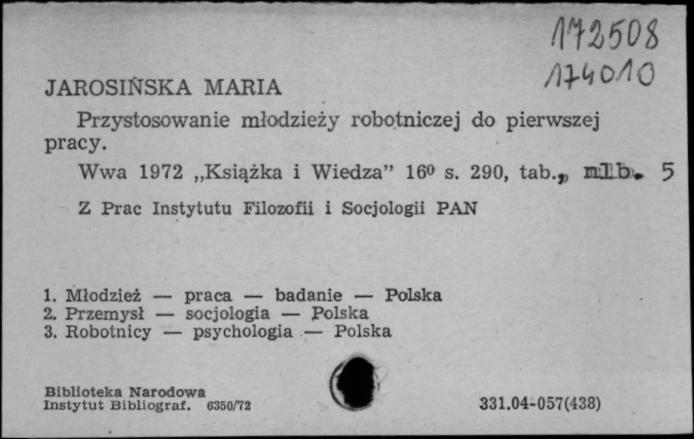 172508
174010
JAROSIŃSKA MARIA
Przystosowanie młodzieży robotniczej do pierwszej
pracy.
Wwa 1972 „Książka i Wiedza” 16⁰ s. 290, tab., nlb. 5
Z Prac Instytutu Filozofii i Socjologii PAN
1. Młodzież — praca — badanie — Polska
2. Przemysł — socjologia — Polska
3. Robotnicy — psychologia — Polska
Biblioteka Narodowa
Instytut Bibliograf. 6350/72
331.04-057(438)